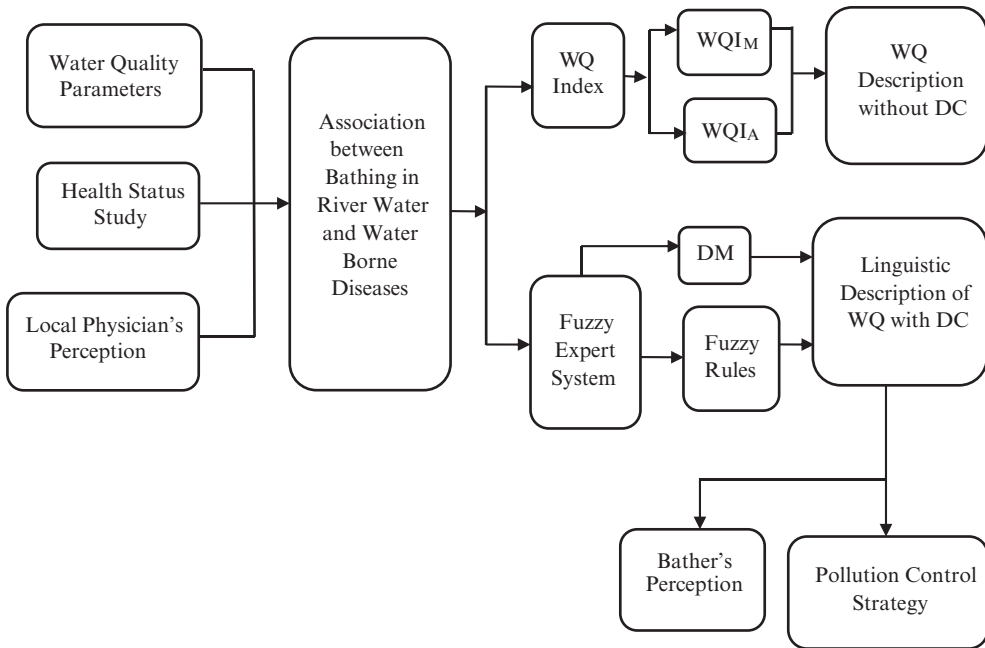 Water Quality
Parameters
Health Status
Study
Local Physician's
Perception
Association
between
Bathing in
River Water
and Water
Borne
Diseases
WQ
Index
WQIM
WQIA
WQ
Description
without DC
Fuzzy
Expert
System
DM
Fuzzy
Rules
Linguistic
Description of
WQ with DC
Bather's
Perception
Pollution Control
Strategy